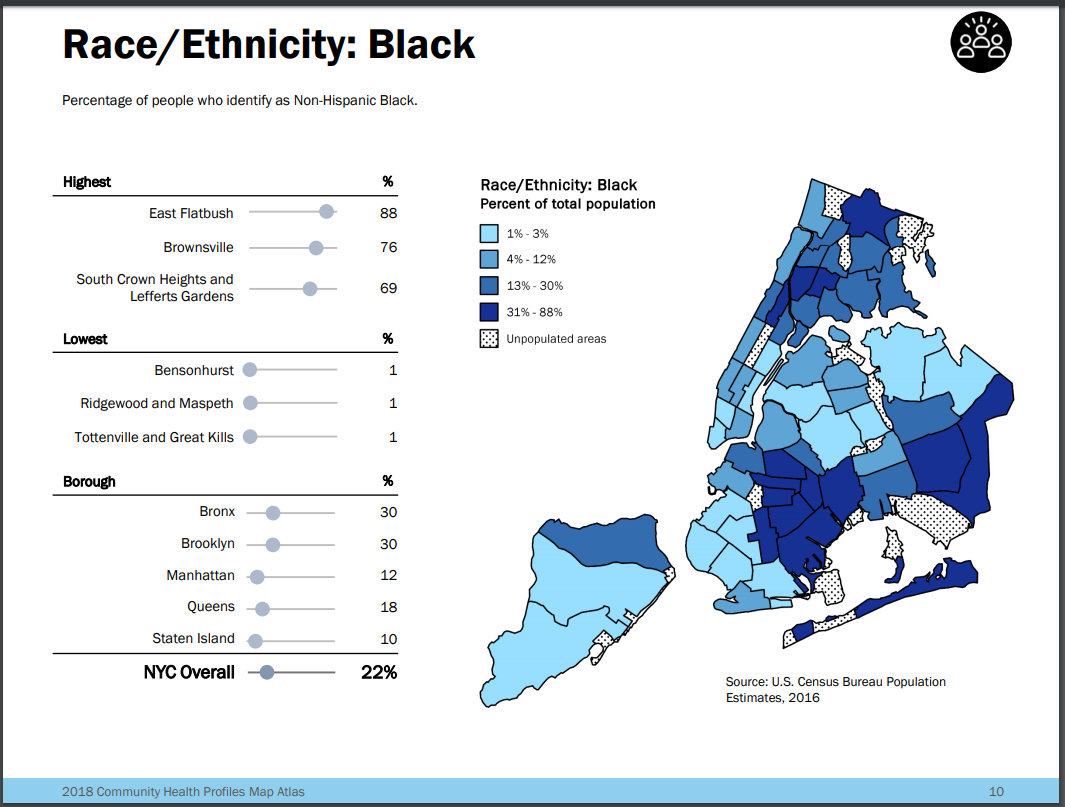 Race/Ethnicity: Black
Percentage of people who identify as Non-Hispanic Black.
Highest %
East Flatbush 88
Brownsville 76
South Crown Heights and
Lefferts Gardens 69
Lowest %
Bensonhurst 1
Ridgewood and Maspeth 1
Tottenville and Great Kills 1
Borough %
Bronx 30
Brooklyn 30
Manhattan 12
Queens 18
Staten Island 10
NYC Overall 22%
Race/Ethnicity: Black
Percent of total population
1% - 3%
4% - 12%
13% - 30%
31% - 88%
Unpopulated areas
Source: U.S. Census Bureau Population
Estimates, 2016
2018 Community Health Profiles Map Atlas 10